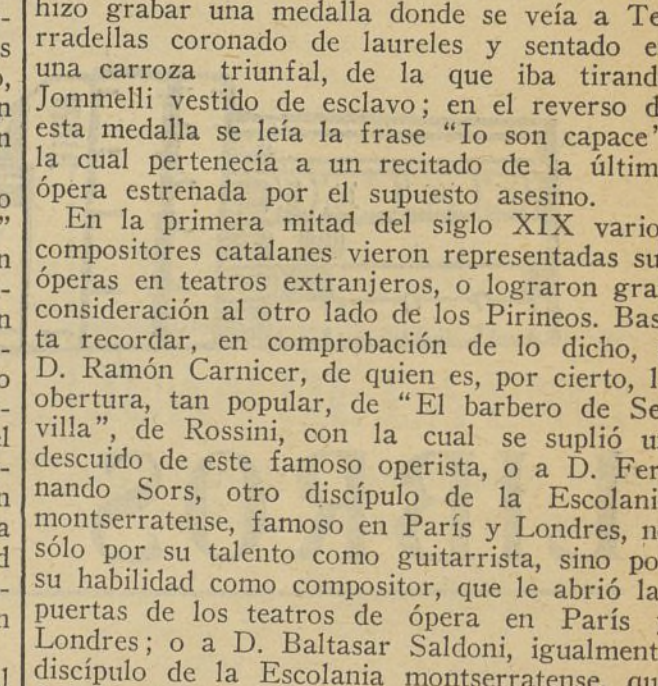 hizo grabar una medalla donde se veía a Te
rradellas coronado de laureles y sentado e
una carroza triunfal, de la que iba tirand
Jommelli vestido de esclavo; en el reverso d
esta medalla se leía la frase “Io son capace”
la cual pertenecía a un recitado de la últim
ópera estrenada por el supuesto asesino.
En la primera mitad del siglo XIX vario
compositores catalanes vieron representadas su
óperas en teatros extranjeros, o lograron gra
consideración al otro lado de los Pirineos. Bas
ta recordar, en comprobación de lo dicho,
D. Ramón Carnicer, de quien es, por cierto, l
obertura, tan popular, de “El barbero de Se
villa”, de Rossini, con la cual se suplió u
descuido de este famoso operista, o a D. Fer
nando Sors, otro discípulo de la Escolani
montserratense, famoso en París y Londres, n
sólo por su talento como guitarrista, sino po
su habilidad como compositor, que le abrió la
puertas de los teatros de ópera en París
Londres; o a D. Baltasar Saldoni, igualment
discípulo de la Escolania montserratense, qu